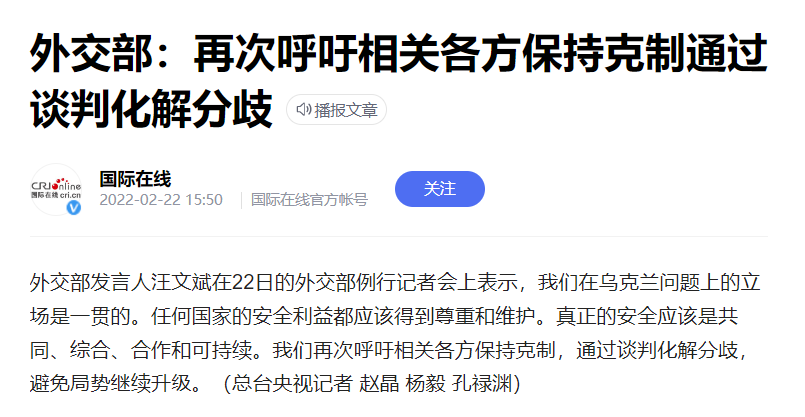 外交部：再次呼吁相关各方保持克制通过
谈判化解分歧 播报文章
CRI online
国际在线 cri.cn
国际在线
2022-02-22 15:50 国际在线官方帐号
关注
外交部发言人汪文斌在22日的外交部例行记者会上表示，我们在乌克兰问题上的立
场是一贯的。任何国家的安全利益都应该得到尊重和维护。真正的安全应该是共
同、综合、合作和可持续。我们再次呼吁相关各方保持克制，通过谈判化解分歧，
避免局势继续升级。（总台央视记者 赵晶 杨毅 孔禄渊）